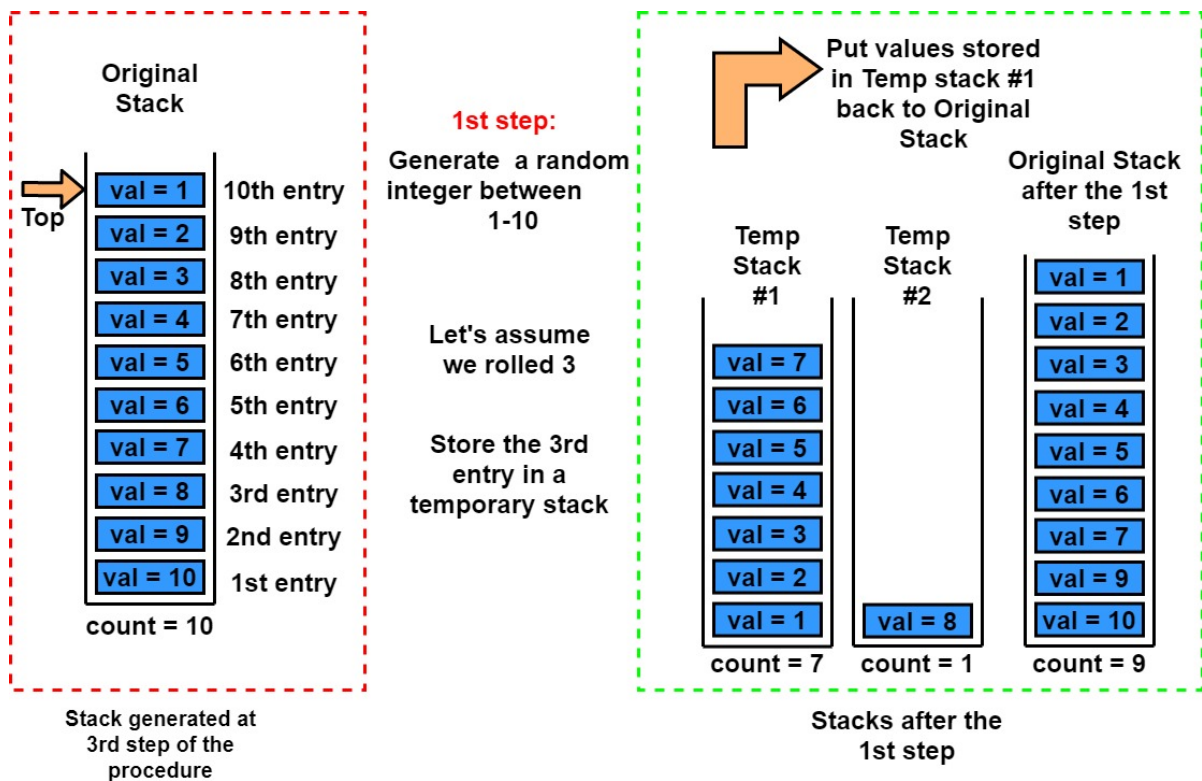 Original
Stack
Top
val = 1
10th entry
val = 2
9th entry
val = 3
8th entry
val = 4
7th entry
val = 5
6th entry
val = 6
5th entry
val = 7
4th entry
val = 8
3rd entry
val = 9
2nd entry
val = 10
1st entry
count = 10
Stack generated at
3rd step of the
procedure
1st step:
Generate a random
integer between
1-10
Let's assume
we rolled 3
Store the 3rd
entry in a
temporary stack
Put values stored
in Temp stack #1
back to Original
Stack
Temp
Stack
#1
val = 7
val = 6
val = 5
val = 4
val = 3
val = 2
val = 1
count = 7
Temp
Stack
#2
val = 8
count = 1
Original Stack
after the 1st
step
val = 1
val = 2
val = 3
val = 4
val = 5
val = 6
val = 7
val = 9
val = 10
count = 9
Stacks after the
1st step